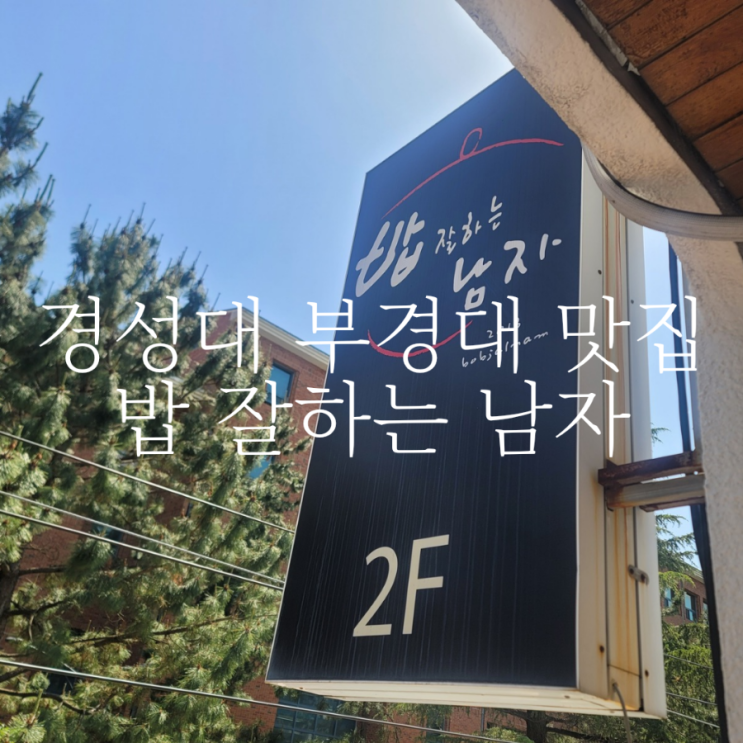 밥 잘하는
남자
bobjalnam
경성대 부경대 맛집
밥 잘하는 남자
2F